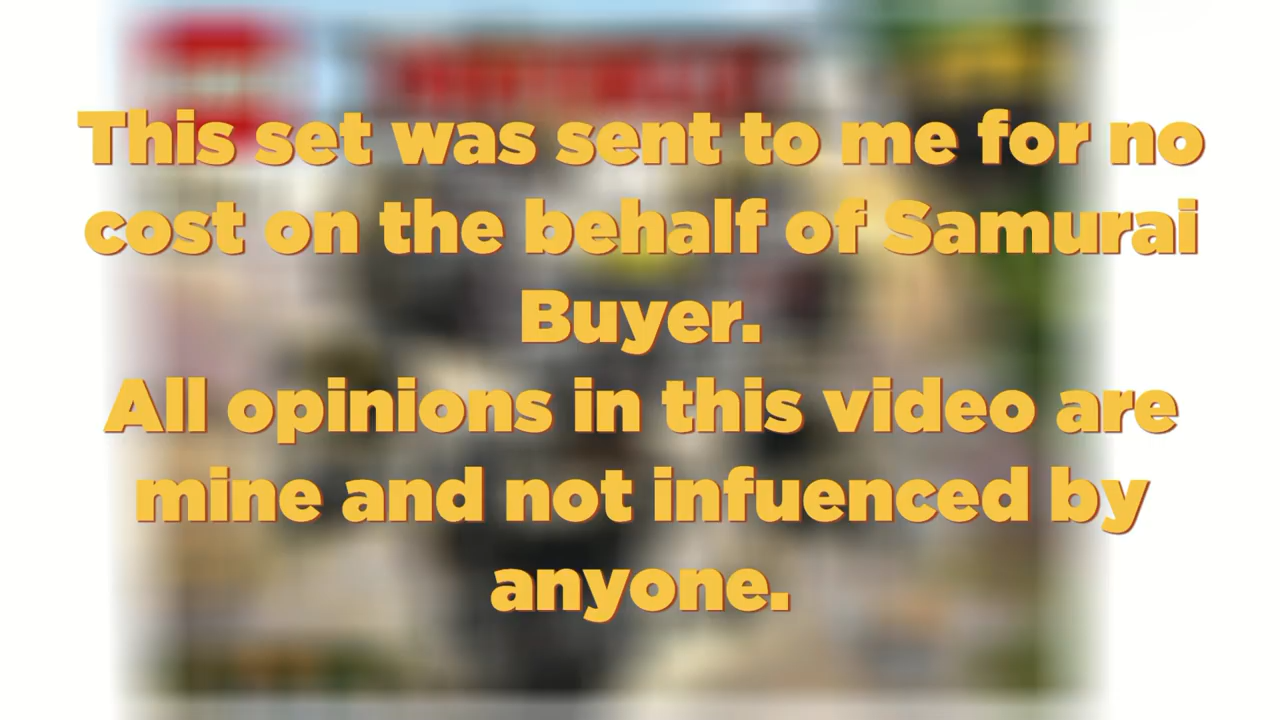 This set was sent to me for no
cost on the behalf of Samurai
Buyer.
All opinions in this video are
mine and not infuenced by
anyone.